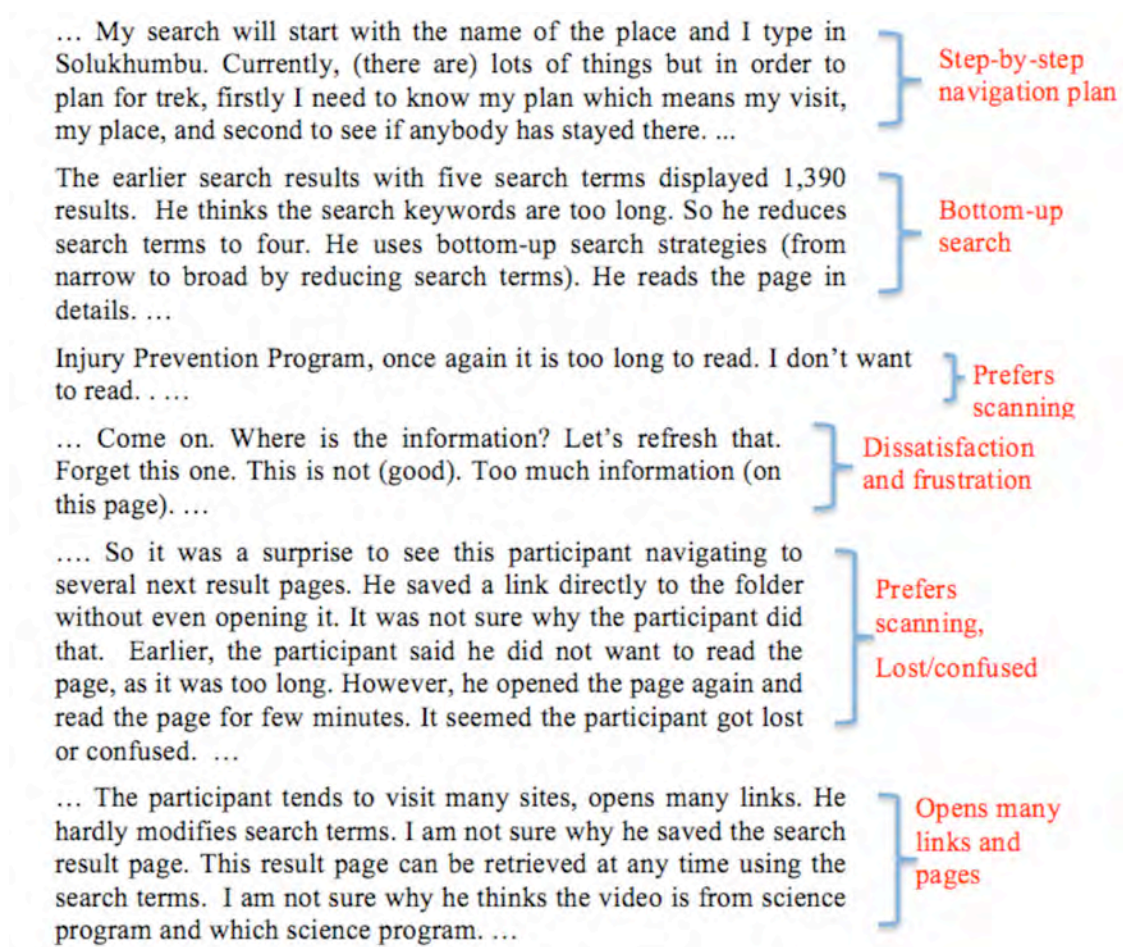 … My search will start with the name of the place and I type in
Solukhumbu. Currently, (there are) lots of things but in order to
plan for trek, firstly I need to know my plan which means my visit,
my place, and second to see if anybody has stayed there. ...
Step-by-step
navigation plan
The earlier search results with five search terms displayed 1,390
results. He thinks the search keywords are too long. So he reduces
search terms to four. He uses bottom-up search strategies (from
narrow to broad by reducing search terms). He reads the page in
details. …
Bottom-up
search
Injury Prevention Program, once again it is too long to read. I don’t want
to read. . …
Prefers
scanning
… Come on. Where is the information? Let’s refresh that.
Forget this one. This is not (good). Too much information (on
this page). …
Dissatisfaction
and frustration
…. So it was a surprise to see this participant navigating to
several next result pages. He saved a link directly to the folder
without even opening it. It was not sure why the participant did
that. Earlier, the participant said he did not want to read the
page, as it was too long. However, he opened the page again and
read the page for few minutes. It seemed the participant got lost
or confused. …
Prefers
scanning,
Lost/confused
… The participant tends to visit many sites, opens many links. He
hardly modifies search terms. I am not sure why he saved the search
result page. This result page can be retrieved at any time using the
search terms. I am not sure why he thinks the video is from science
program and which science program. …
Opens many
links and
pages